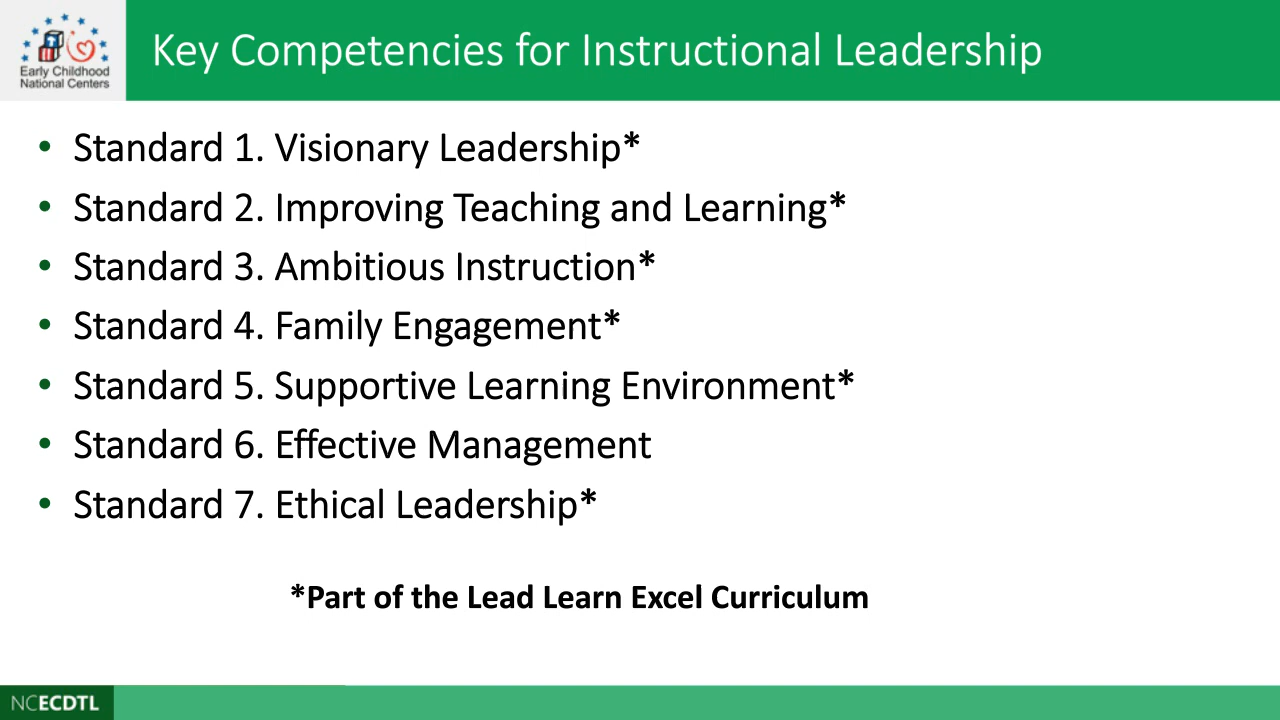 Early Childhood
National Centers
Key Competencies for Instructional Leadership
• Standard 1. Visionary Leadership*
• Standard 2. Improving Teaching and Learning*
• Standard 3. Ambitious Instruction*
• Standard 4. Family Engagement*
• Standard 5. Supportive Learning Environment*
• Standard 6. Effective Management
• Standard 7. Ethical Leadership*
*Part of the Lead Learn Excel Curriculum
NCECDTL